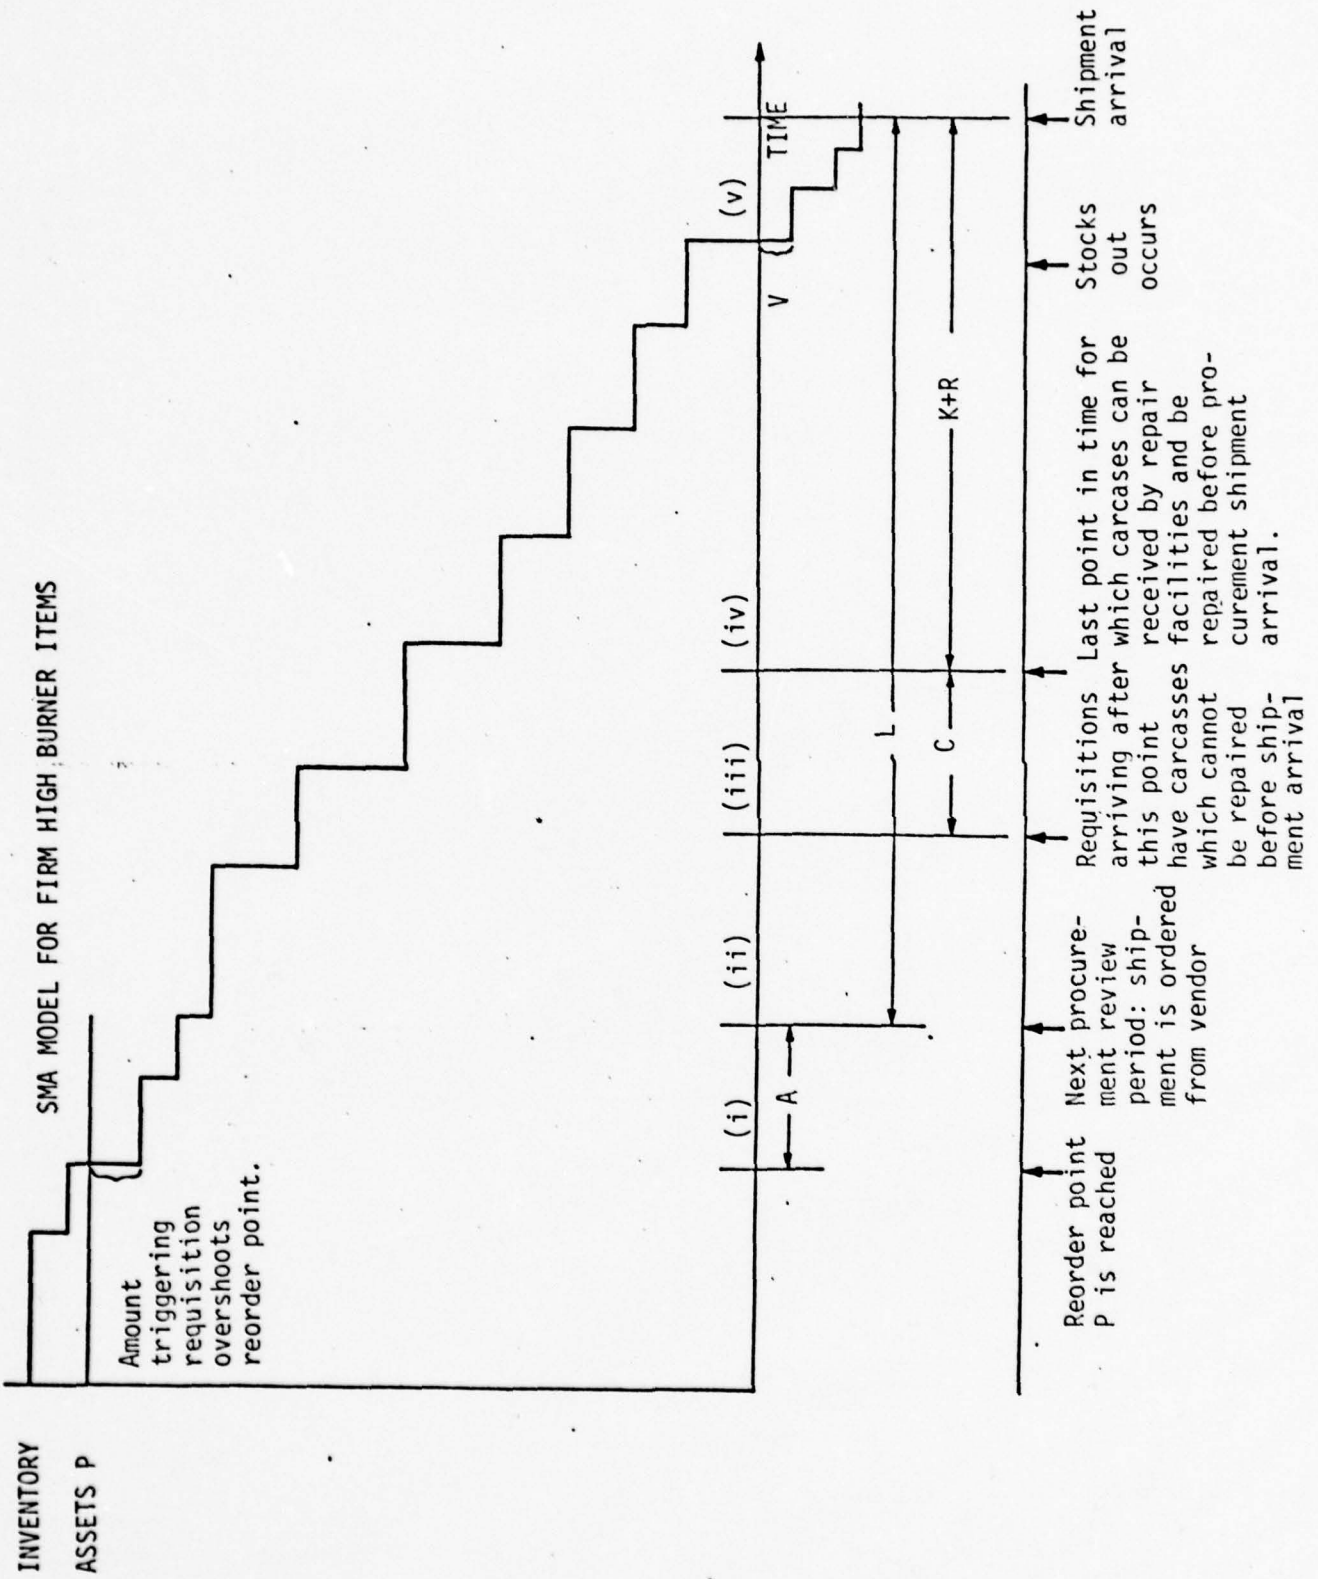 SMA MODEL FOR FIRM HIGH BURNER ITEMS
INVENTORY
ASSETS P
Amount
triggering
requisition
overshoots
reorder point.
(i)
(ii)
(iii)
(iv)
(v)
TIME
V
A
L
C
K+R
Reorder point
P is reached
Next procure-
ment review
period: ship-
ment is ordered
from vendor
Requisitions
arriving after
this point
have carcasses
which cannot
be repaired
before ship-
ment arrival
Last point in time for
which carcases can be
received by repair
facilities and be
repaired before pro-
curement shipment
arrival.
Stocks
out
occurs
Shipment
arrival